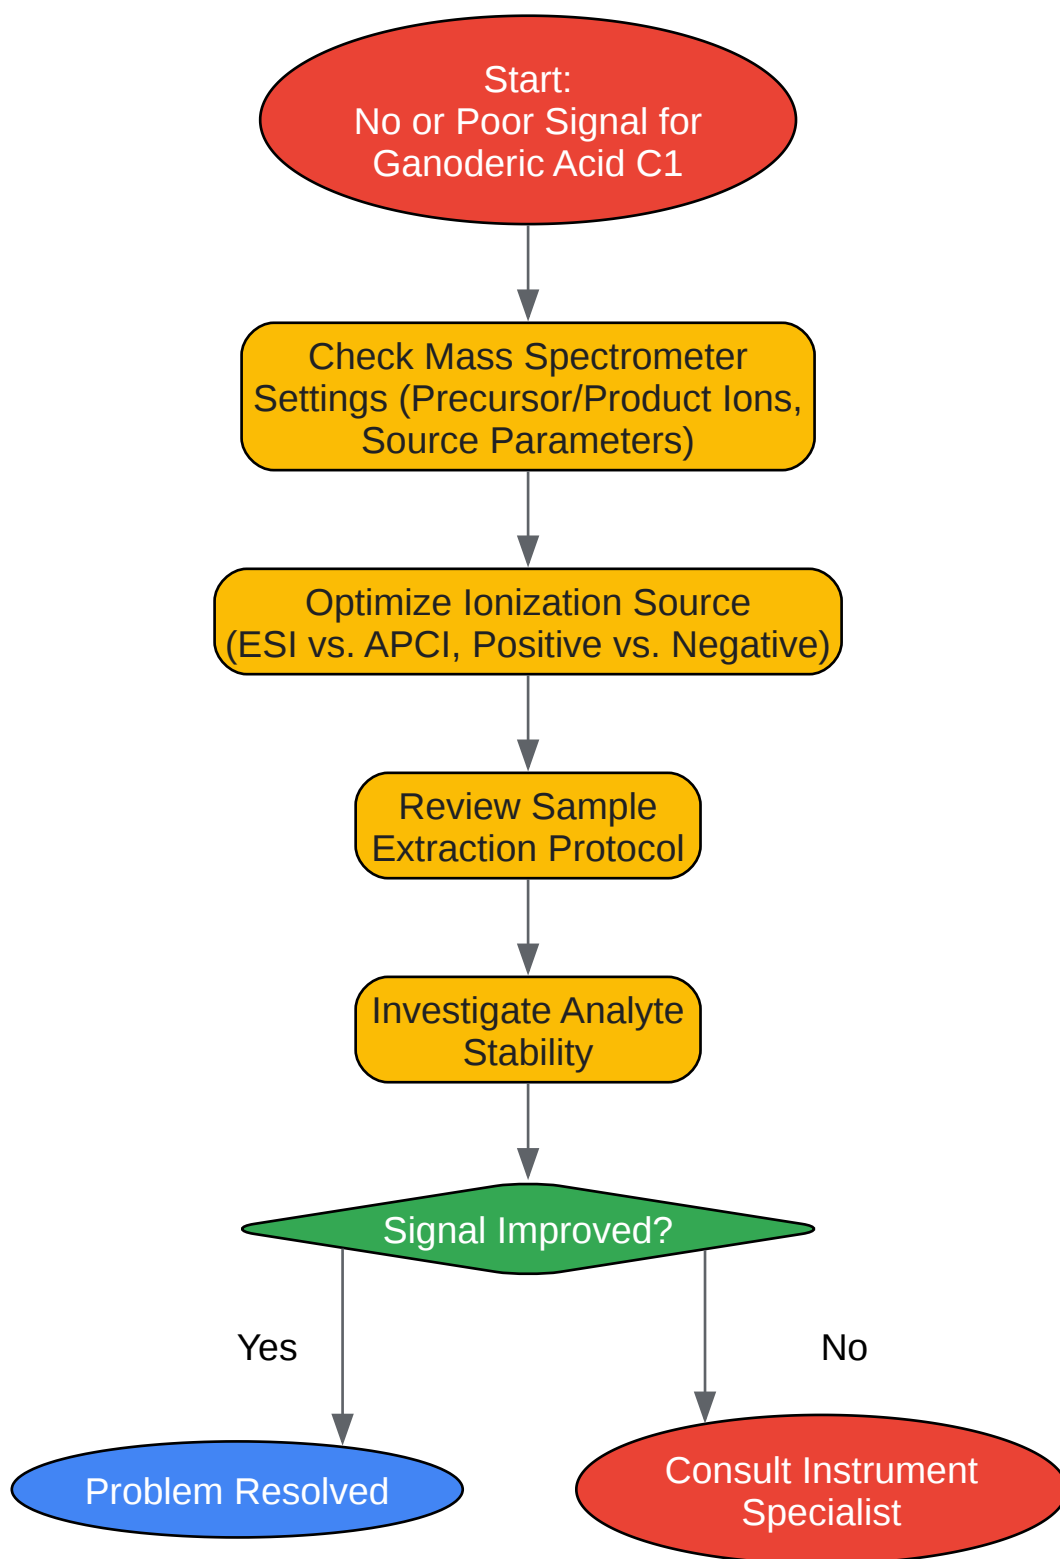 Start:
No or Poor Signal for
Ganoderic Acid C1
Check Mass Spectrometer
Settings (Precursor/Product Ions,
Source Parameters)
Optimize Ionization Source
(ESI vs. APCI, Positive vs. Negative)
Review Sample
Extraction Protocol
Investigate Analyte
Stability
Signal Improved?
Yes
No
Problem Resolved
Consult Instrument
Specialist